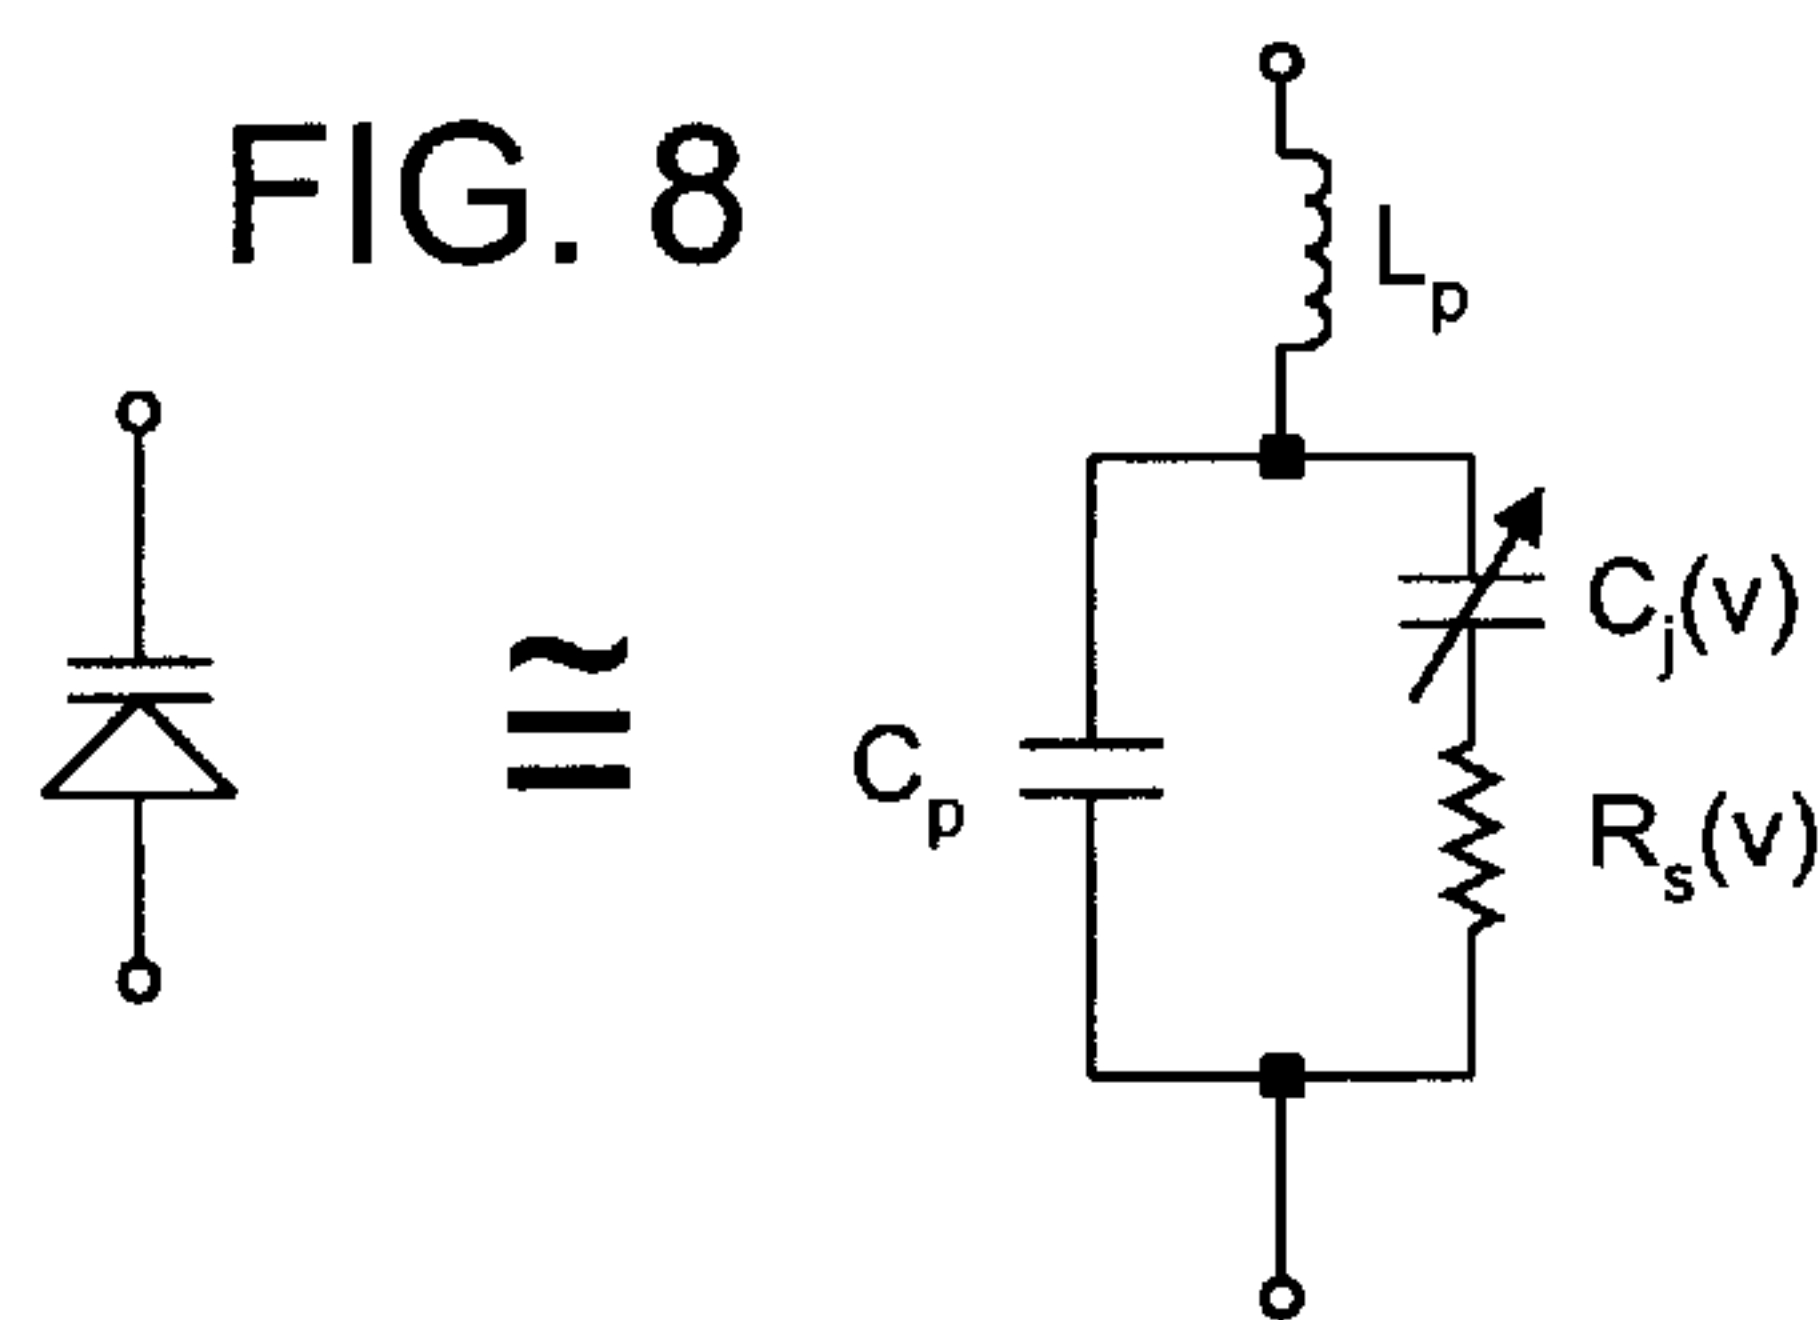 FIG. 8
Lp
≅
Cp
Cj(v)
Rs(v)